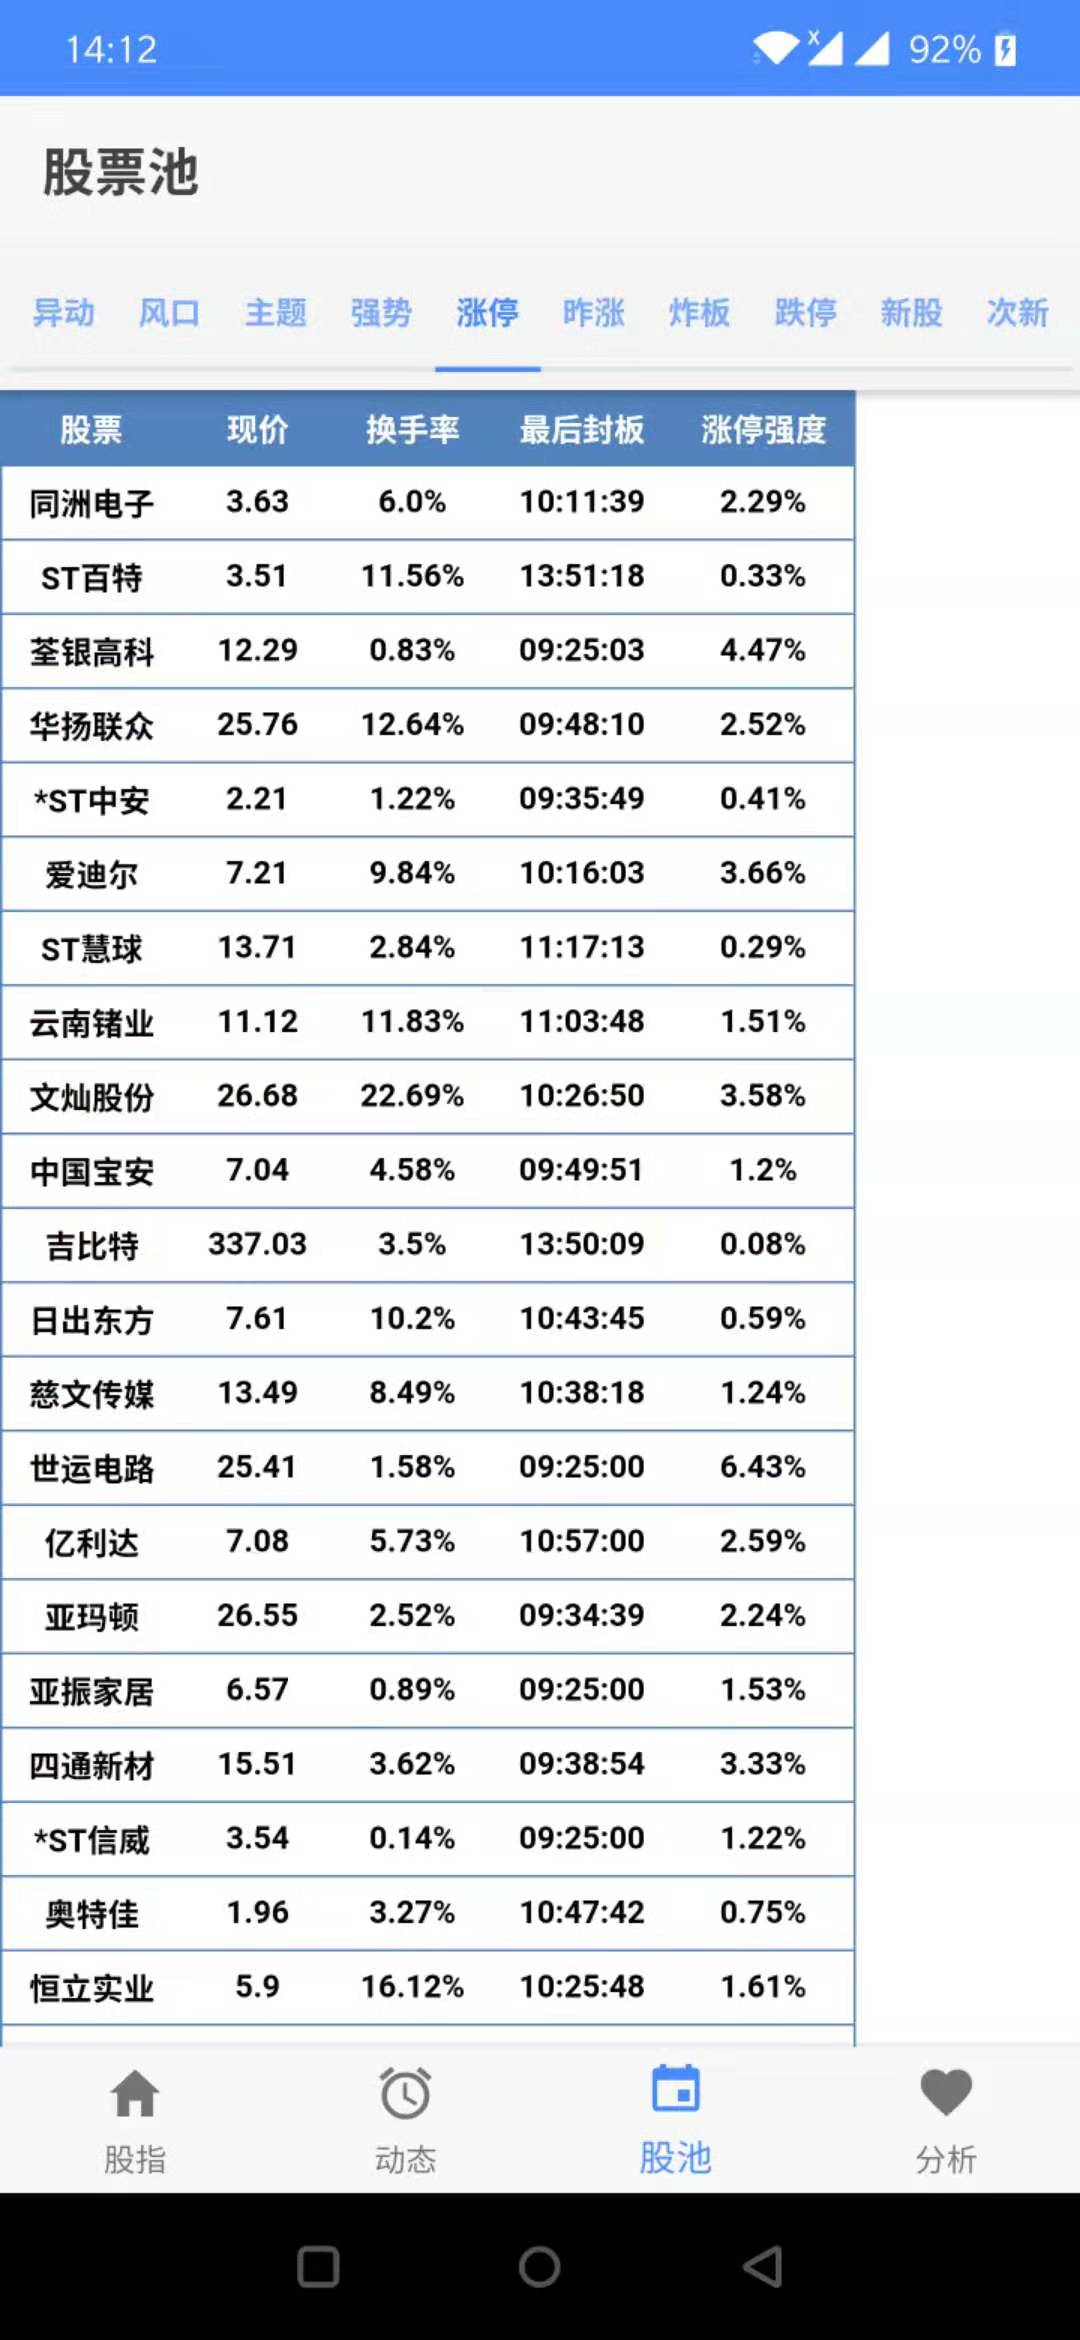 14:12 x 92%
股票池
异动 风口 主题 强势 涨停 昨涨 炸板 跌停 新股 次新
股票 现价 换手率 最后封板 涨停强度
同洲电子 3.63 6.0% 10:11:39 2.29%
ST百特 3.51 11.56% 13:51:18 0.33%
荃银高科 12.29 0.83% 09:25:03 4.47%
华扬联众 25.76 12.64% 09:48:10 2.52%
*ST中安 2.21 1.22% 09:35:49 0.41%
爱迪尔 7.21 9.84% 10:16:03 3.66%
ST慧球 13.71 2.84% 11:17:13 0.29%
云南锗业 11.12 11.83% 11:03:48 1.51%
文灿股份 26.68 22.69% 10:26:50 3.58%
中国宝安 7.04 4.58% 09:49:51 1.2%
吉比特 337.03 3.5% 13:50:09 0.08%
日出东方 7.61 10.2% 10:43:45 0.59%
慈文传媒 13.49 8.49% 10:38:18 1.24%
世运电路 25.41 1.58% 09:25:00 6.43%
亿利达 7.08 5.73% 10:57:00 2.59%
亚玛顿 26.55 2.52% 09:34:39 2.24%
亚振家居 6.57 0.89% 09:25:00 1.53%
四通新材 15.51 3.62% 09:38:54 3.33%
*ST信威 3.54 0.14% 09:25:00 1.22%
奥特佳 1.96 3.27% 10:47:42 0.75%
恒立实业 5.9 16.12% 10:25:48 1.61%
股指 动态 股池 分析